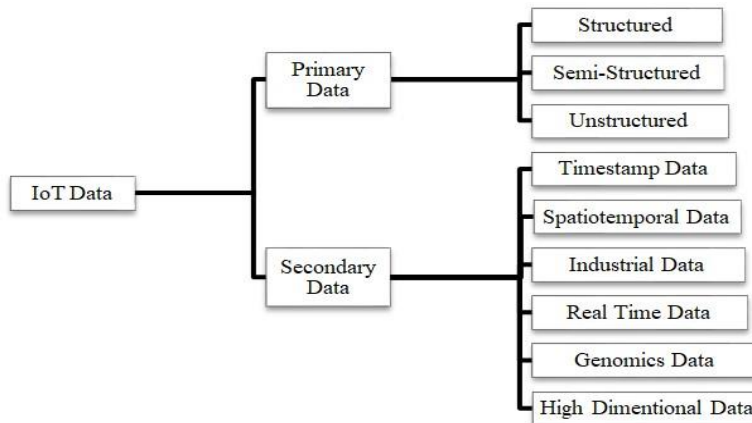 IoT Data
Primary
Data
Structured
Semi-Structured
Unstructured
Secondary
Data
Timestamp Data
Spatiotemporal Data
Industrial Data
Real Time Data
Genomics Data
High Dimentional Data